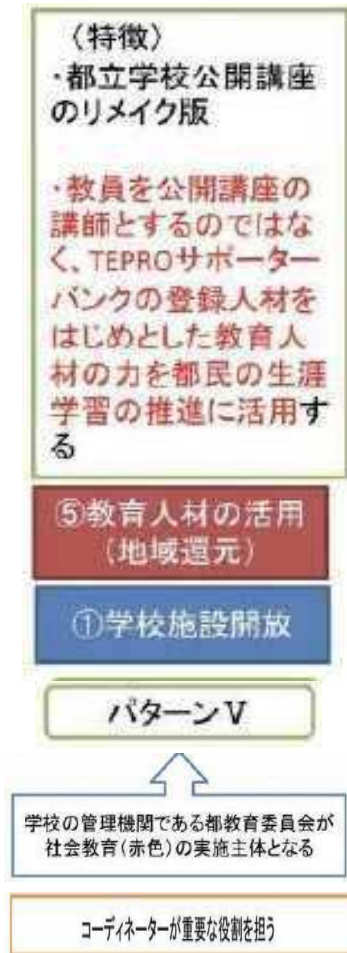 （特徴）
・都立学校公開講座
のリメイク版
・教員を公開講座の
講師とするのではな
く、TEPROサポーター
バンクの登録人材を
はじめとした教育人
材の力を都民の生涯
学習の推進に活用す
る
⑤教育人材の活用
（地域還元）
①学校施設開放
パターンⅤ
学校の管理機関である都教育委員会が
社会教育(赤色)の実施主体となる
コーディネーターが重要な役割を担う